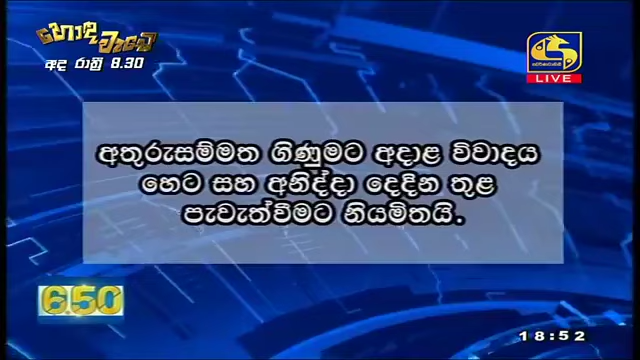 හොඳ වැඩේ
අද රාත්‍රී 8.30
LIVE
අතුරුසම්මත ගිණුමට අදාළ විවාදය
හෙට සහ අනිද්දා දෙදින තුළ
පැවැත්වීමට නියමිතයි.
6.50
18:52